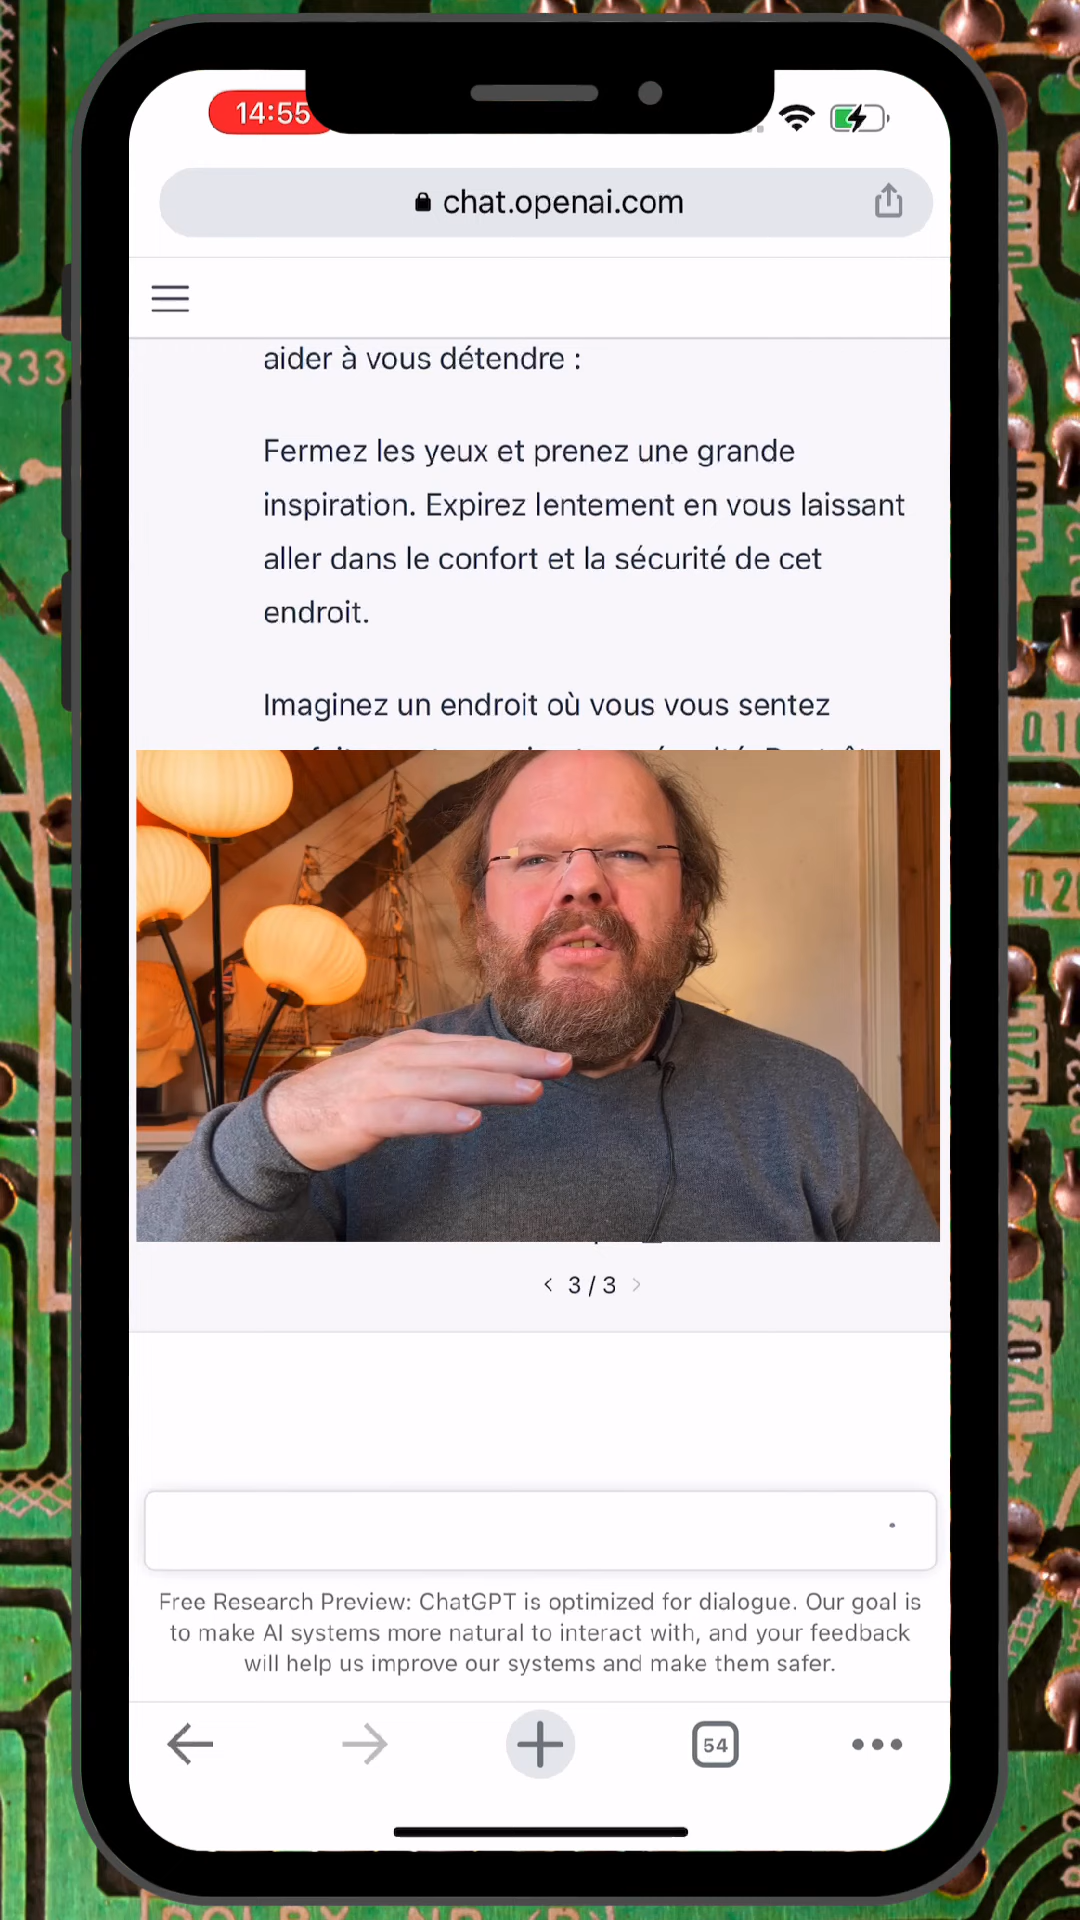 14:55
chat.openai.com
aider à vous détendre :
Fermez les yeux et prenez une grande
inspiration. Expirez lentement en vous laissant
aller dans le confort et la sécurité de cet
endroit.
Imaginez un endroit où vous vous sentez
3 / 3
Free Research Preview: ChatGPT is optimized for dialogue. Our goal is
to make AI systems more natural to interact with, and your feedback
will help us improve our systems and make them safer.
54
R33
Q1
Q20